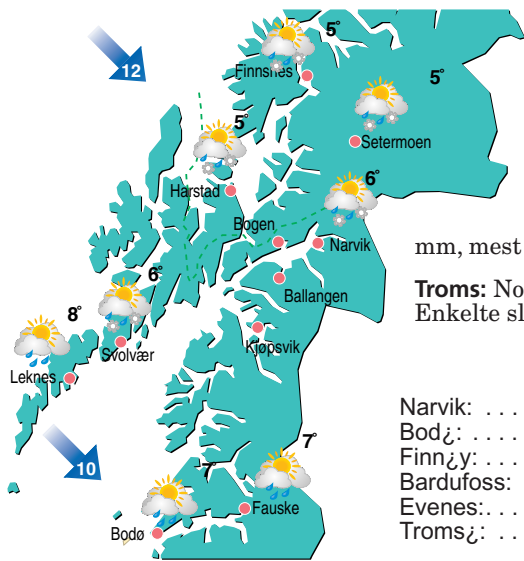 5°
12
Finnsnes
5°
5°
Setermoen
Harstad
6°
Bogen
Narvik
mm, mest
6°
Ballangen
Troms: No
Enkelte sl
8°
Svolvær
Kjøpsvik
Leknes
Narvik: . . .
7°
Bod¿: . . . .
10
7°
Finn¿y: . . .
Bardufoss:
Fauske
Evenes:. . .
Bodø
Troms¿: . .